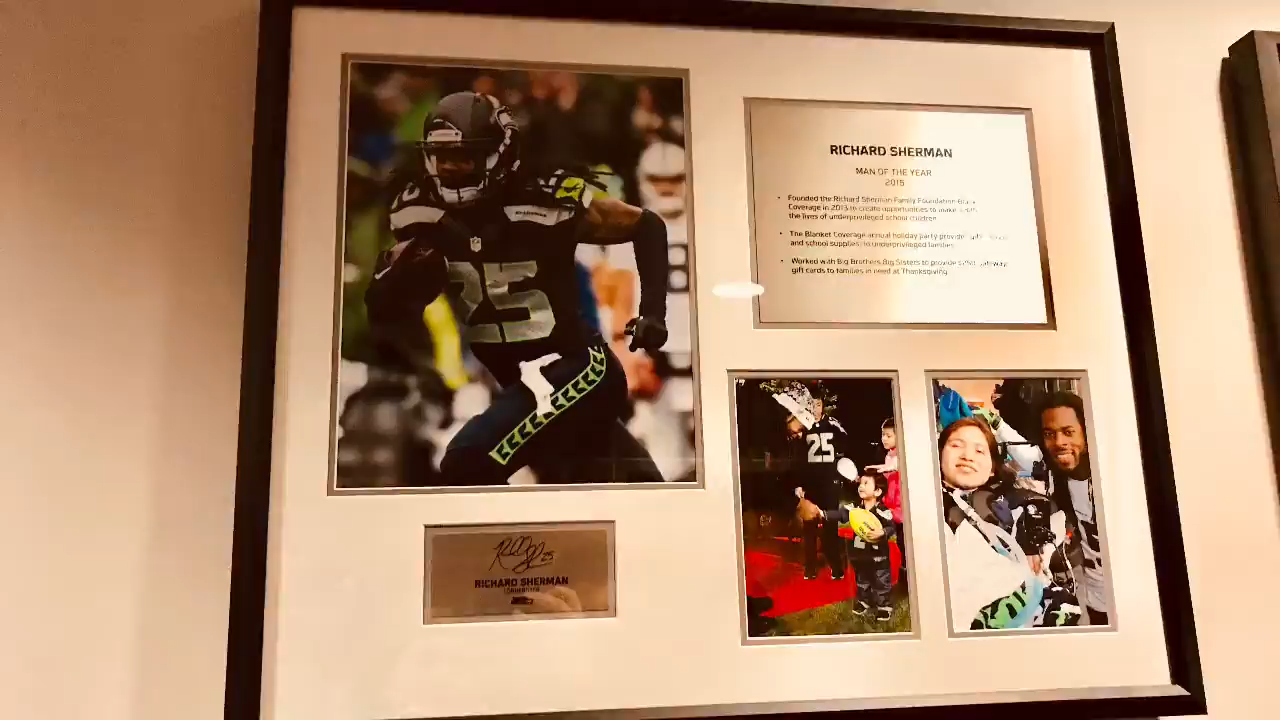 RICHARD SHERMAN
MAN OF THE YEAR
2015
• Founded the Richard Sherman Family Foundation
Coverage in 2013 to create opportunities to make
the lives of underprivileged school children
• The Blanket Coverage annual holiday party
and school supplies to underprivileged families
• Worked with Big Brothers Big Sisters to provide
gift cards to families in need at Thanksgiving
25
25
25
RICHARD SHERMAN
CORNERBACK